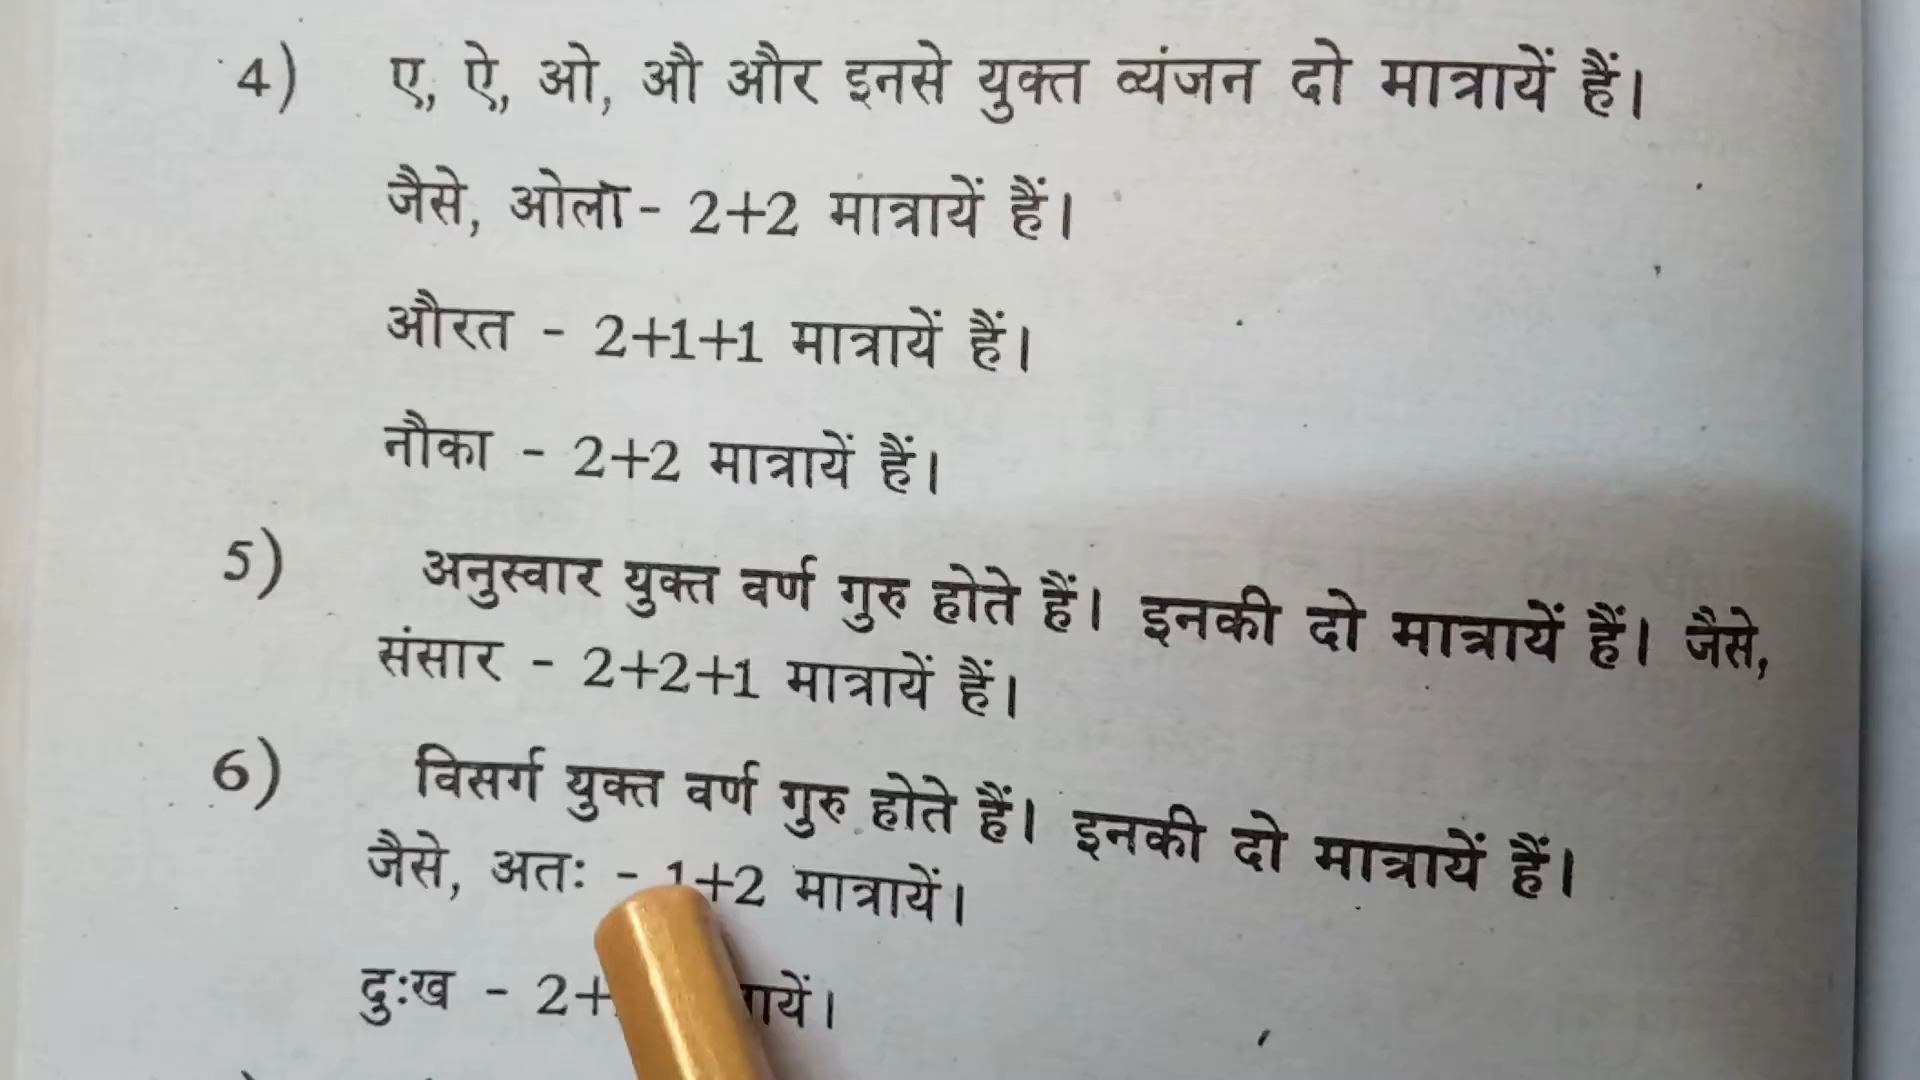 4) ए, ऐ, ओ, औ और इनसे युक्त व्यंजन दो मात्रायें हैं।
जैसे, ओला - 2+2 मात्रायें हैं।
औरत - 2+1+1 मात्रायें हैं।
नौका - 2+2 मात्रायें हैं।
5) अनुस्वार युक्त वर्ण गुरु होते हैं। इनकी दो मात्रायें हैं। जैसे,
संसार - 2+2+1 मात्रायें हैं।
6) विसर्ग युक्त वर्ण गुरु होते हैं। इनकी दो मात्रायें हैं।
जैसे, अतः - 1+2 मात्रायें।
दुःख - 2+